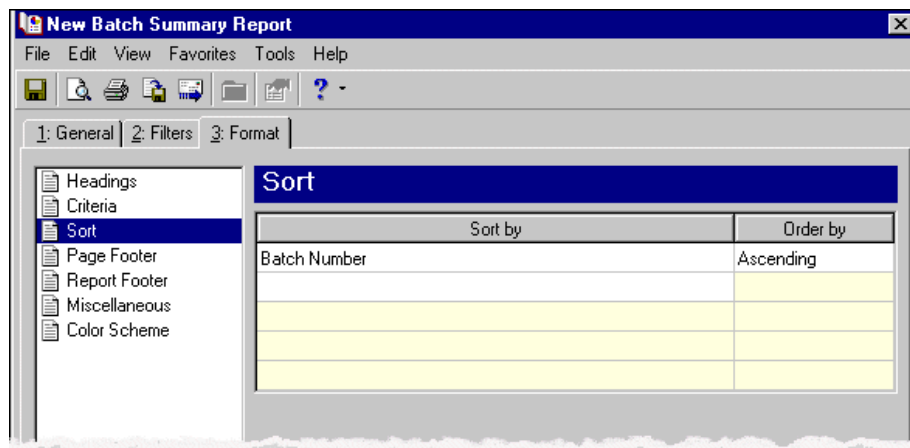 New Batch Summary Report
File Edit View Favorites Tools Help
?
1: General 2: Filters 3: Format
Headings
Criteria
Sort
Page Footer
Report Footer
Miscellaneous
Color Scheme
Sort
Sort by Order by
Batch Number Ascending